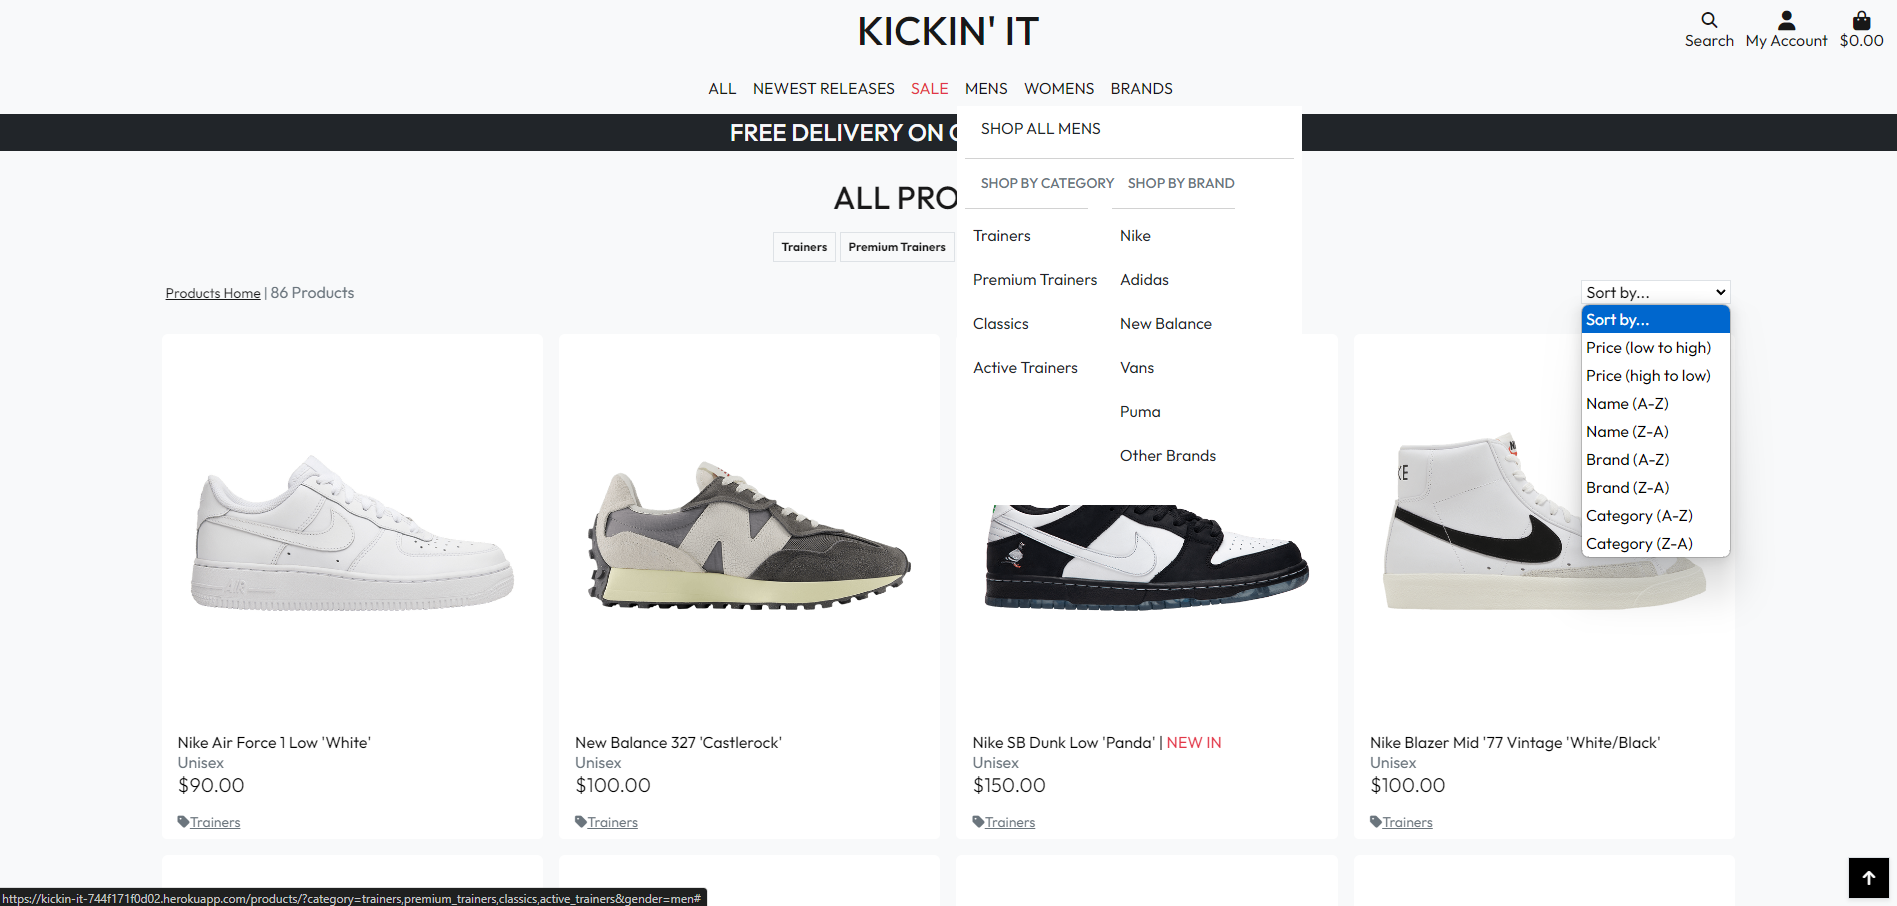 KICKIN' IT
Search
My Account
$0.00
ALL NEWEST RELEASES SALE MENS WOMENS BRANDS
FREE DELIVERY ON
SHOP ALL MENS
SHOP BY CATEGORY
Trainers
Premium Trainers
Classics
Active Trainers
SHOP BY BRAND
Nike
Adidas
New Balance
Vans
Puma
Other Brands
ALL PRO
Trainers
Premium Trainers
Products Home | 86 Products
Sort by...
Sort by...
Price (low to high)
Price (high to low)
Name (A-Z)
Name (Z-A)
Brand (A-Z)
Brand (Z-A)
Category (A-Z)
Category (Z-A)
AIR
KE
Nike Air Force 1 Low 'White'
Unisex
$90.00
Trainers
New Balance 327 'Castlerock'
Unisex
$100.00
Trainers
Nike SB Dunk Low 'Panda' | NEW IN
Unisex
$150.00
Trainers
Nike Blazer Mid '77 Vintage 'White/Black'
Unisex
$100.00
Trainers
https://kickin-it-744f171f0d02.herokuapp.com/products/?category=trainers,premium_trainers,classics,active_trainers&gender=men#